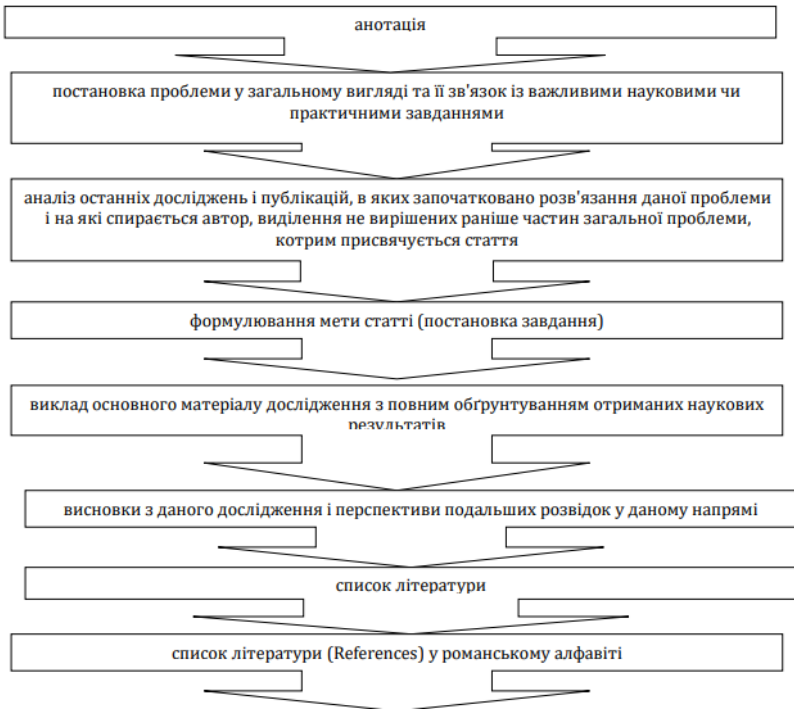 анотація
постановка проблеми у загальному вигляді та її зв'язок із важливими науковими чи
практичними завданнями
аналіз останніх досліджень і публікацій, в яких започатковано розв'язання даної проблеми
і на які спирається автор, виділення не вирішених раніше частин загальної проблеми,
котрим присвячується стаття
формулювання мети статті (постановка завдання)
виклад основного матеріалу дослідження з повним обґрунтуванням отриманих наукових
результатів
висновки з даного дослідження і перспективи подальших розвідок у даному напрямі
список літератури
список літератури (References) у романському алфавіті